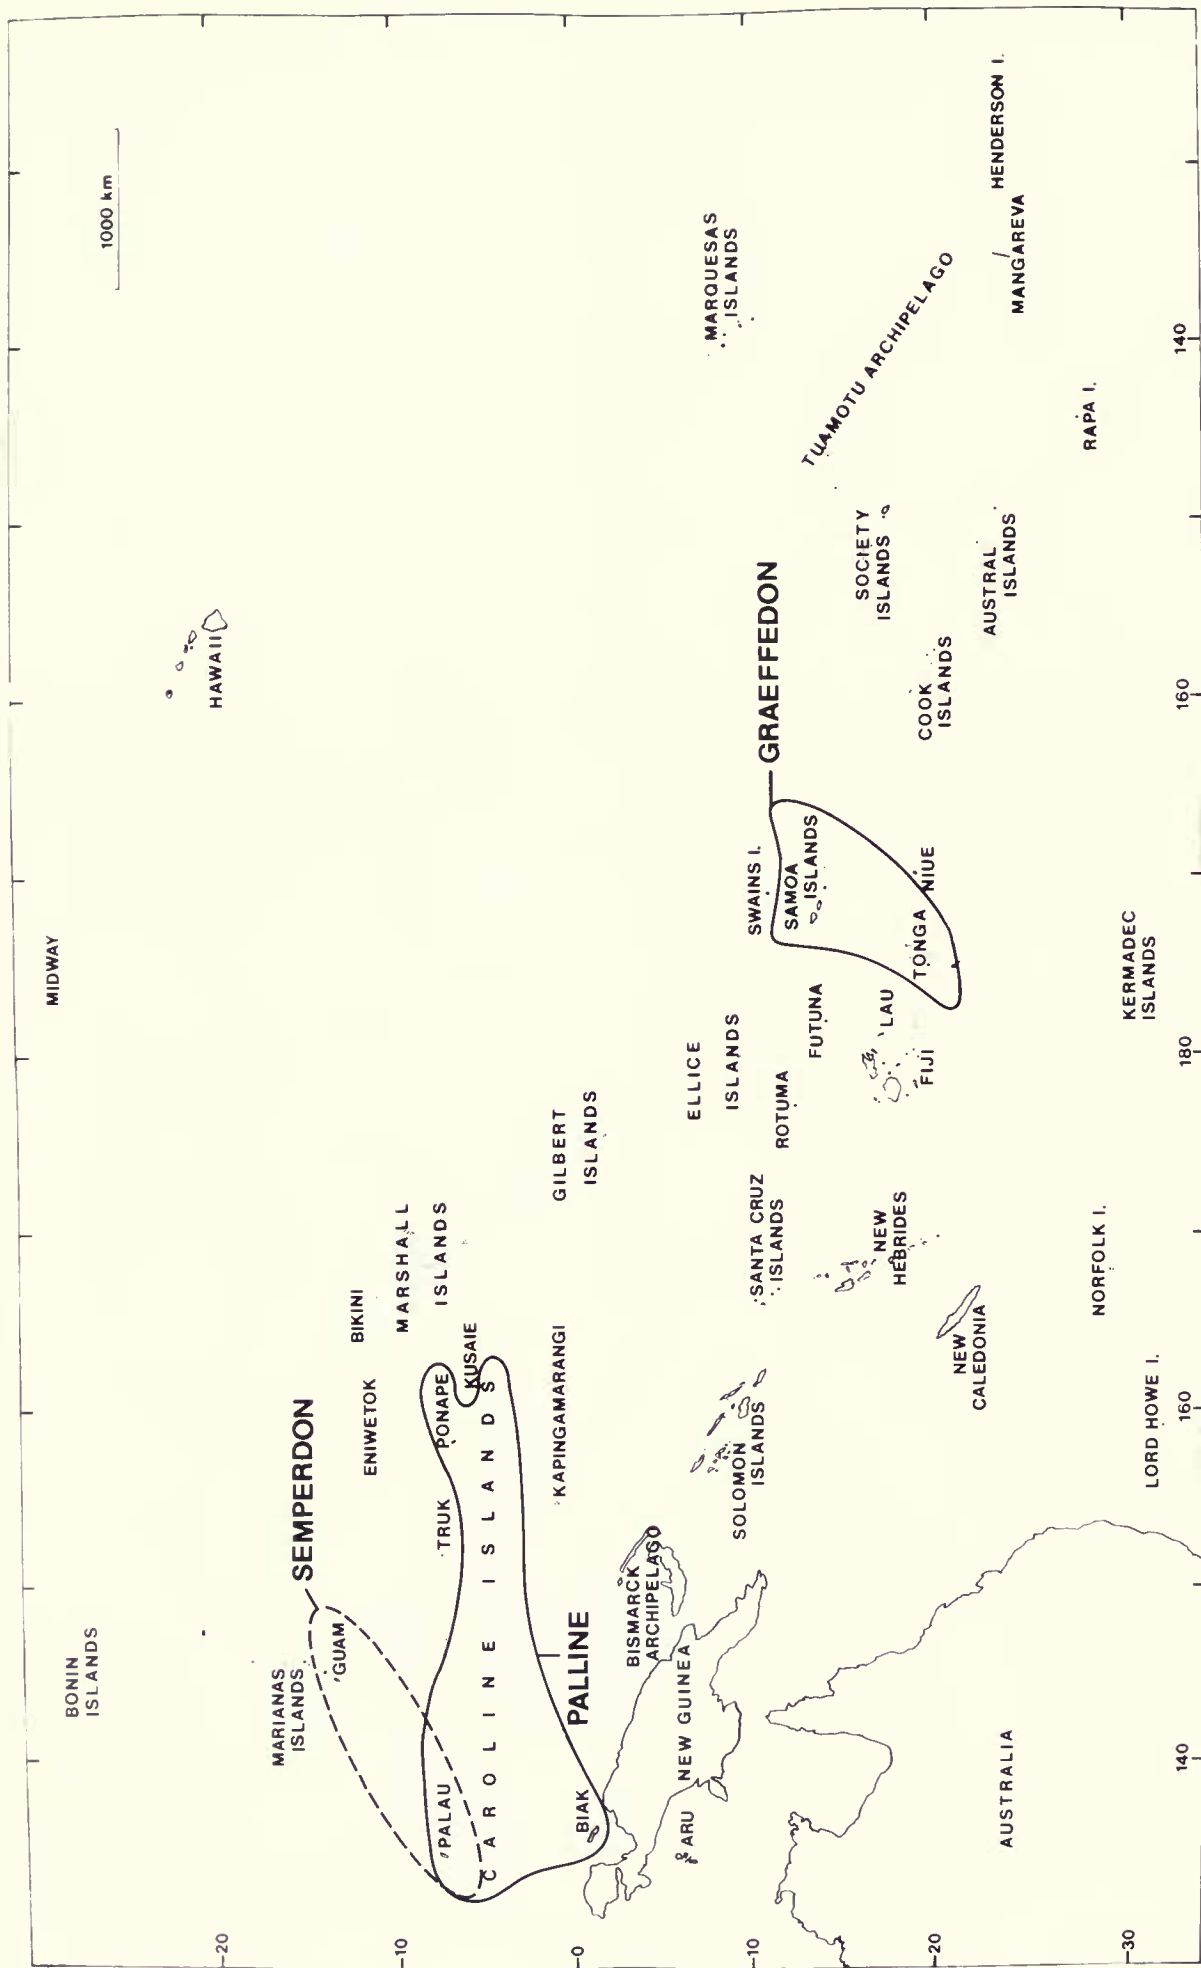 MIDWAY
BONIN
ISLANDS
1000 km
HAWAII
MARIANAS
ISLANDS
GUAM
SEMPERDON
ENIWETOK
BIKINI
MARSHALL
ISLANDS
PALAU
TRUK
PONAPE
KUSAIE
CAROLINE ISLANDS
PALLINE
BIAK
KAPINGAMARANGI
GILBERT
ISLANDS
BISMARCK
ARCHIPELAGO
NEW GUINEA
ARU
SOLOMON
ISLANDS
SANTA CRUZ
ISLANDS
ELLICE
ISLANDS
ROTUMA
SWAINS I.
SAMOA
ISLANDS
GRAEFFEDON
MARQUESAS
ISLANDS
FUTUNA
LAU
FIJI
TONGA
NIUE
NEW
HEBRIDES
NEW
CALEDONIA
COOK
ISLANDS
SOCIETY
ISLANDS
TUAMOTU ARCHIPELAGO
AUSTRAL
ISLANDS
MANGAREVA
HENDERSON I.
RAPA I.
AUSTRALIA
LORD HOWE I.
NORFOLK I.
KERMADEC
ISLANDS
-20
-10
-0
-10
-20
-30
140
160
180
160
140